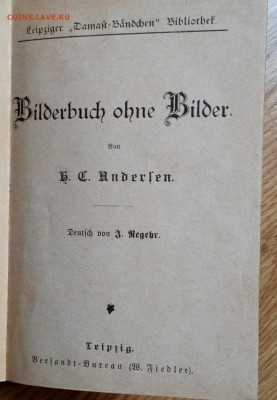 COINS.LAVE.RU
Leipziger „Damast-Bändchen“ Bibliothek.
Bilderbuch ohne Bilder.
Von
H. C. Andersen.
Deutsch von J. Regehr.
Leipzig.
Versandt-Bureau (W. Fiedler).